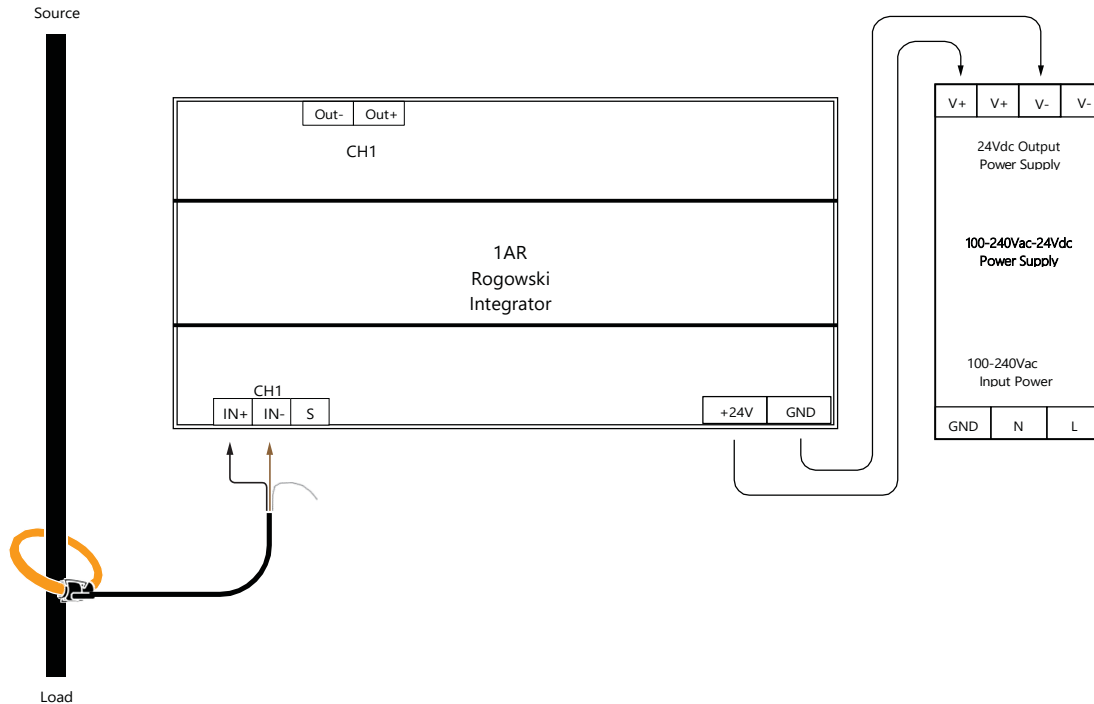 Source
Out- Out+
CH1
1AR
Rogowski
Integrator
CH1
IN+ IN- S
+24V GND
V+ V+ V- V-
24Vdc Output
Power Supply
100-240Vac-24Vdc
Power Supply
100-240Vac
Input Power
GND N L
Load